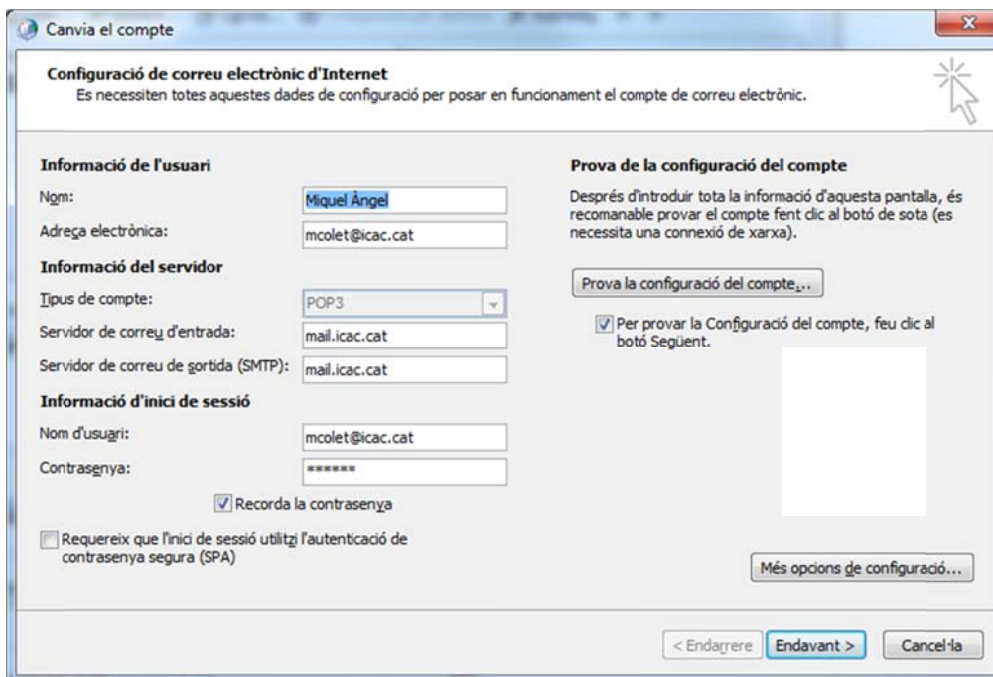 Canvia el compte
Configuració de correu electrònic d'Internet
Es necessiten totes aquestes dades de configuració per posar en funcionament el compte de correu electrònic.
Informació de l'usuari
Nom:
Miquel Àngel
Adreça electrònica:
mcolet@icac.cat
Informació del servidor
Tipus de compte:
POP3
Servidor de correu d'entrada:
mail.icac.cat
Servidor de correu de sortida (SMTP):
mail.icac.cat
Informació d'inici de sessió
Nom d'usuari:
mcolet@icac.cat
Contrasenya:
******
Recorda la contrasenya
Requereix que l'inici de sessió utilitzi l'autenticació de
contrasenya segura (SPA)
Prova de la configuració del compte
Després d'introduir tota la informació d'aquesta pantalla, és
recomanable provar el compte fent clic al botó de sota (es
necessita una connexió de xarxa).
Prova la configuració del compte...
Per provar la Configuració del compte, feu clic al
botó Següent.
Més opcions de configuració...
< Endarrere
Endavant >
Cancel·la